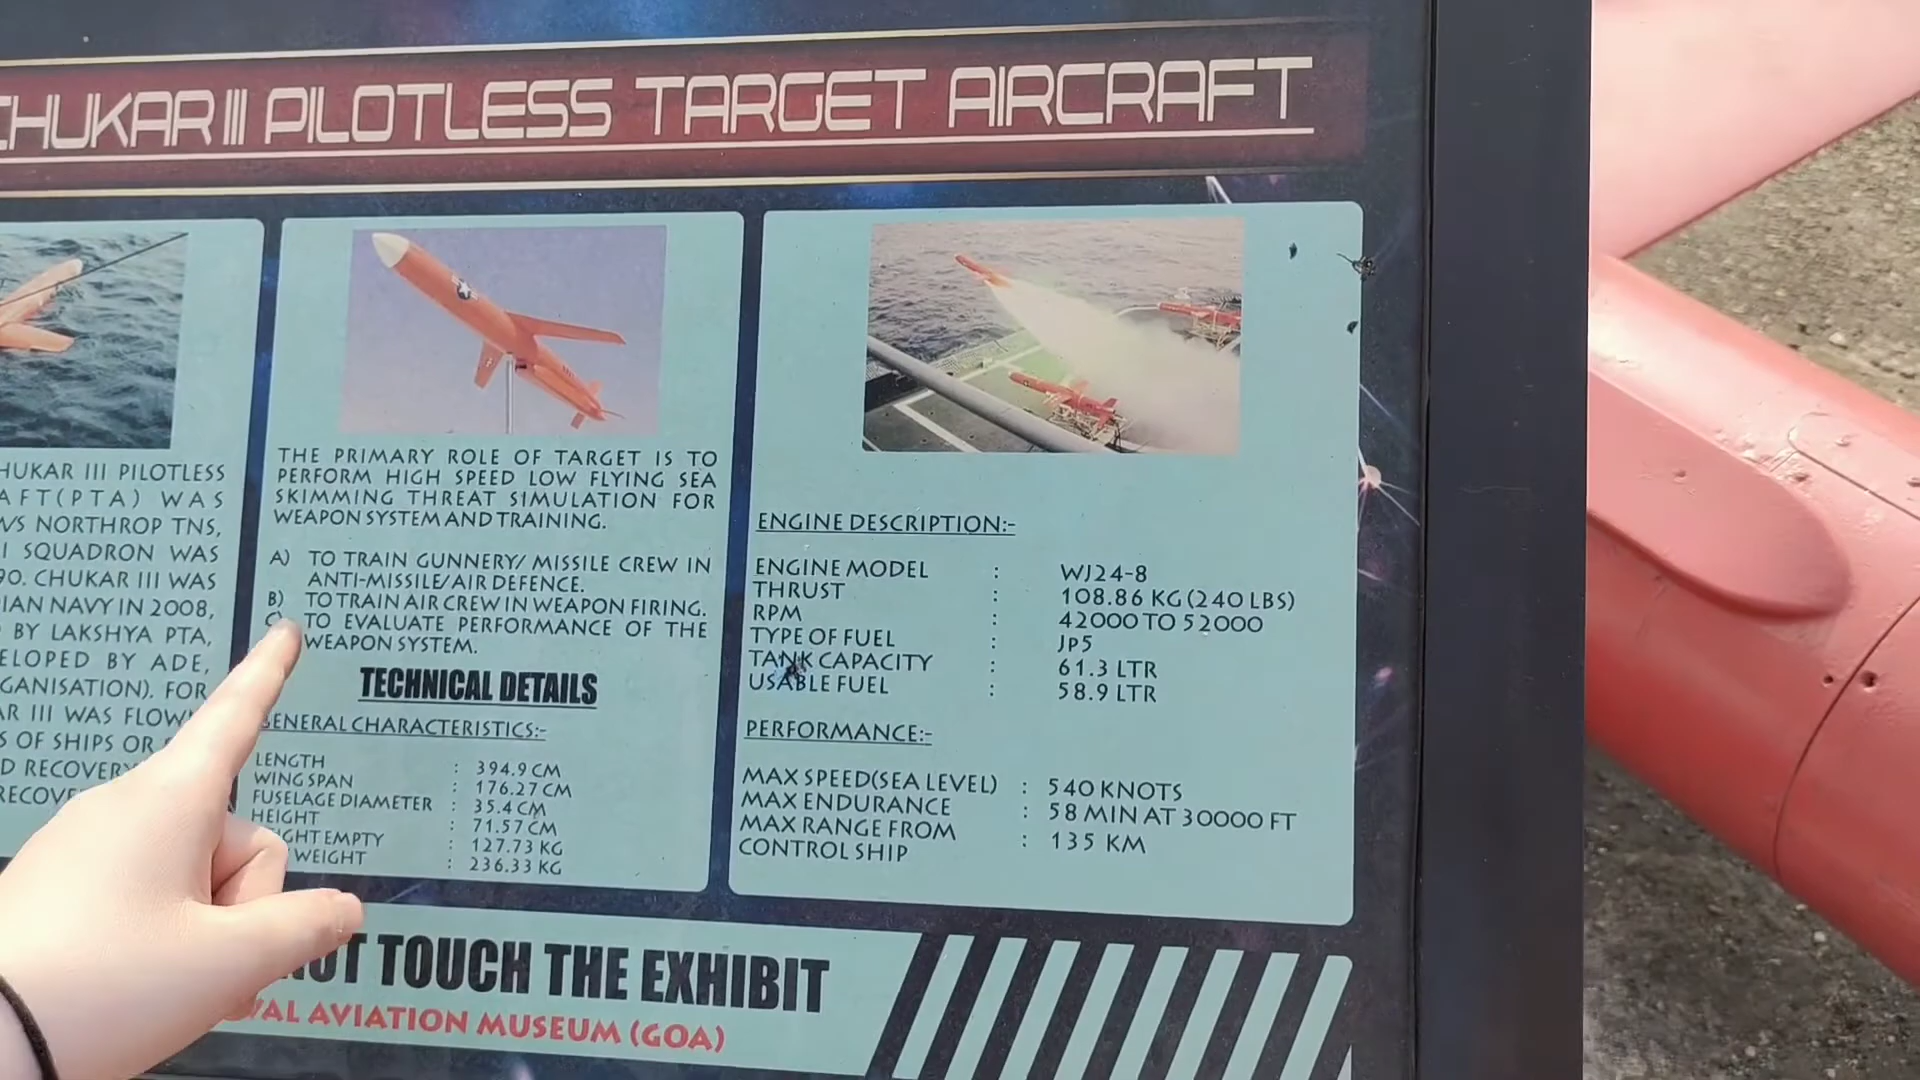 CHUKAR III PILOTLESS TARGET AIRCRAFT
HUKAR III PILOTLESS
AFT(PTA) WAS
NORTHROP TNS,
SQUADRON WAS
90. CHUKAR III WAS
IAN NAVY IN 2008,
BY LAKSHYA PTA,
ELOPED BY ADE,
GANISATION). FOR
AR III WAS FLOWN
S OF SHIPS OR
D RECOVERY
RECOVE
THE PRIMARY ROLE OF TARGET IS TO
PERFORM HIGH SPEED LOW FLYING SEA
SKIMMING THREAT SIMULATION FOR
WEAPON SYSTEM AND TRAINING.
A) TO TRAIN GUNNERY/ MISSILE CREW IN
ANTI-MISSILE/AIR DEFENCE.
B) TO TRAIN AIR CREW IN WEAPON FIRING.
C) TO EVALUATE PERFORMANCE OF THE
WEAPON SYSTEM.
TECHNICAL DETAILS
GENERAL CHARACTERISTICS:-
LENGTH : 394.9 CM
WING SPAN : 176.27 CM
FUSELAGE DIAMETER : 35.4 CM
HEIGHT : 71.57 CM
IGHT EMPTY : 127.73 KG
WEIGHT : 236.33 KG
ENGINE DESCRIPTION:-
ENGINE MODEL : WJ24-8
THRUST : 108.86 KG (240 LBS)
RPM : 42000 TO 52000
TYPE OF FUEL : JP5
TANK CAPACITY : 61.3 LTR
USABLE FUEL : 58.9 LTR
PERFORMANCE:-
MAX SPEED(SEA LEVEL) : 540 KNOTS
MAX ENDURANCE : 58 MIN AT 30000 FT
MAX RANGE FROM : 135 KM
CONTROL SHIP
NOT TOUCH THE EXHIBIT
VAL AVIATION MUSEUM (GOA)